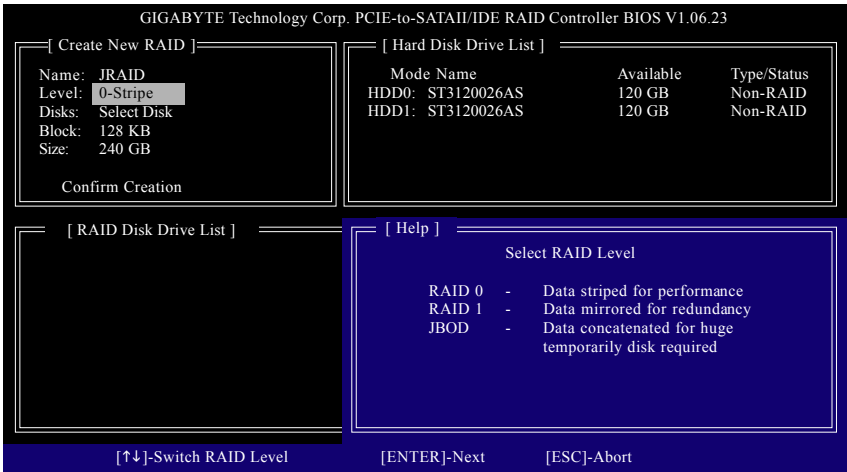 GIGABYTE Technology Corp. PCIE-to-SATAII/IDE RAID Controller BIOS V1.06.23
[ Create New RAID ]
Name: JRAID
Level: 0-Stripe
Disks: Select Disk
Block: 128 KB
Size: 240 GB
Confirm Creation
[ Hard Disk Drive List ]
Mode Name Available Type/Status
HDD0: ST3120026AS 120 GB Non-RAID
HDD1: ST3120026AS 120 GB Non-RAID
[ RAID Disk Drive List ]
[ Help ]
Select RAID Level
RAID 0 - Data striped for performance
RAID 1 - Data mirrored for redundancy
JBOD - Data concatenated for huge
temporarily disk required
[↑↓]-Switch RAID Level [ENTER]-Next [ESC]-Abort